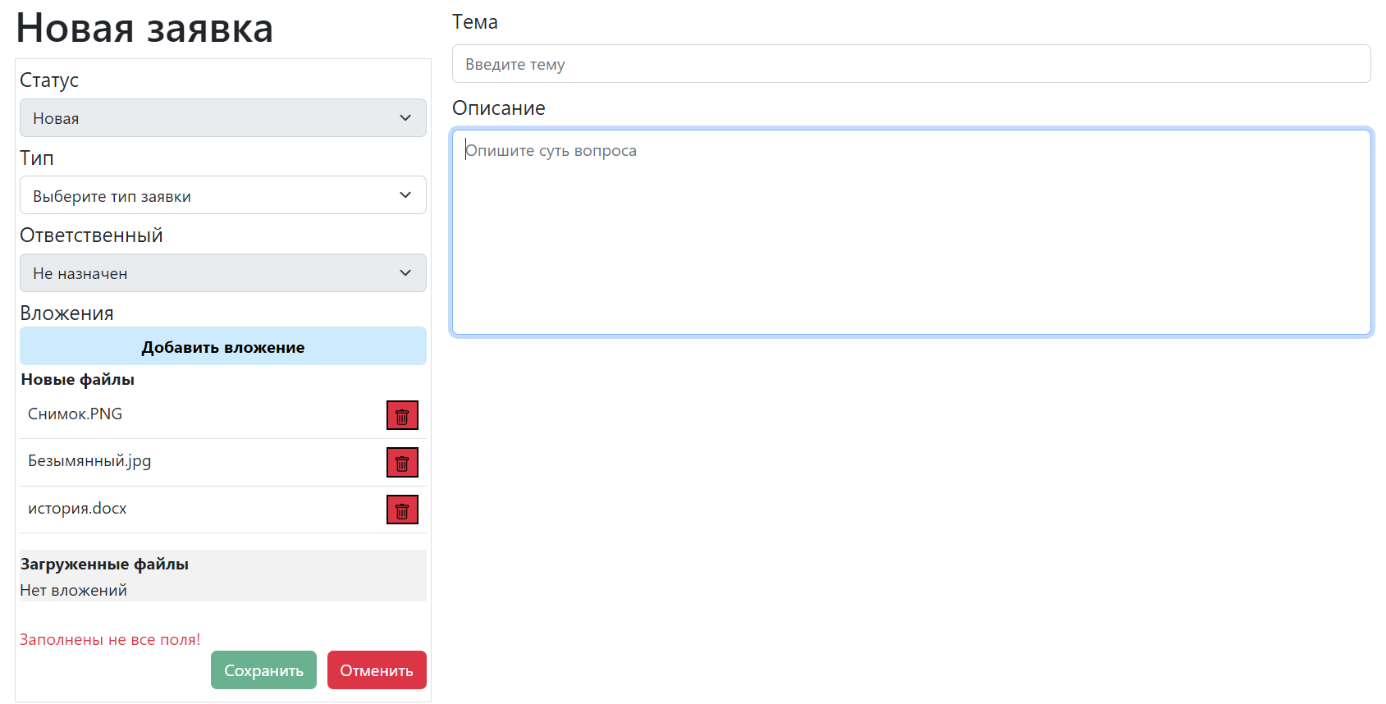 Новая заявка
Статус
Новая
Тип
Выберите тип заявки
Ответственный
Не назначен
Вложения
Добавить вложение
Новые файлы
Снимок.PNG
Безымянный.jpg
история.docx
Загруженные файлы
Нет вложений
Заполнены не все поля!
Сохранить Отменить
Тема
Введите тему
Описание
Опишите суть вопроса